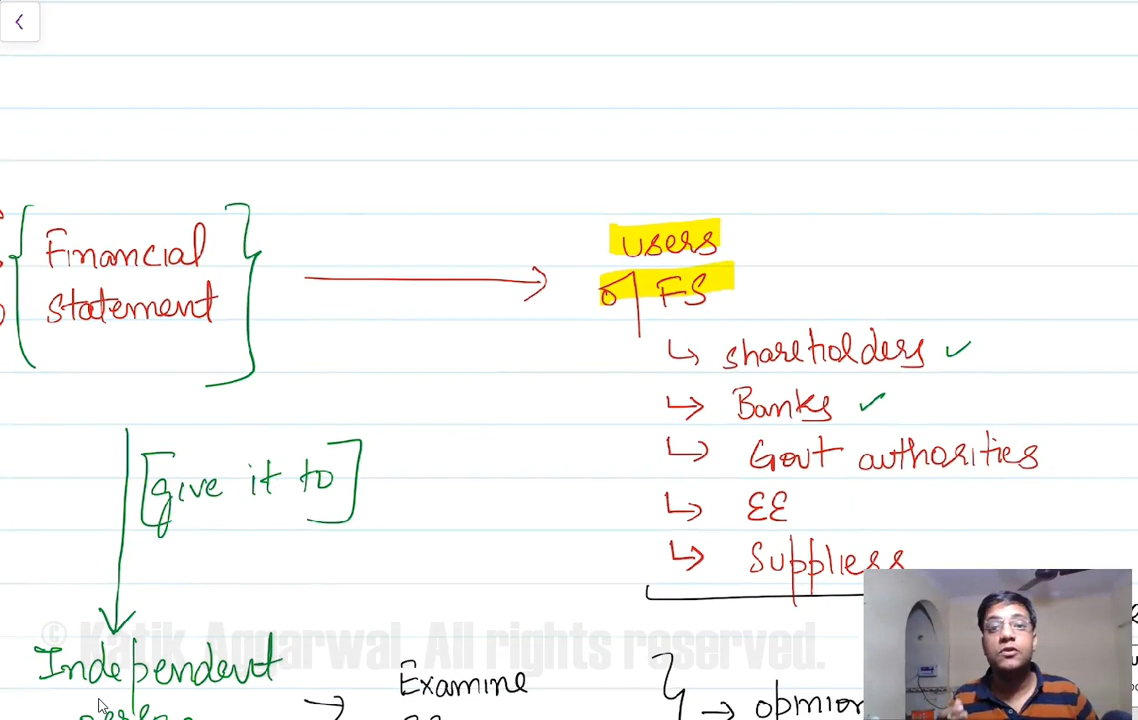 Financial
statement
users
of FS
shareholders
Banks
Govt authorities
EE
Suppliers
give it to
© Kartik Aggarwal. All rights reserved.
Independent
Examine
opinion